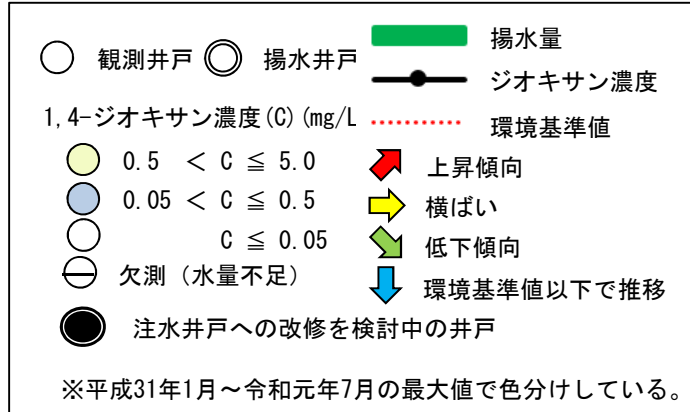 観測井戸 揚水井戸 揚水量
ジオキサン濃度
1,4-ジオキサン濃度(C)(mg/L 環境基準値
0.5 < C ≦ 5.0 上昇傾向
0.05 < C ≦ 0.5 横ばい
C ≦ 0.05 低下傾向
欠測(水量不足) 環境基準値以下で推移
注水井戸への改修を検討中の井戸
※平成31年1月~令和元年7月の最大値で色分けしている。